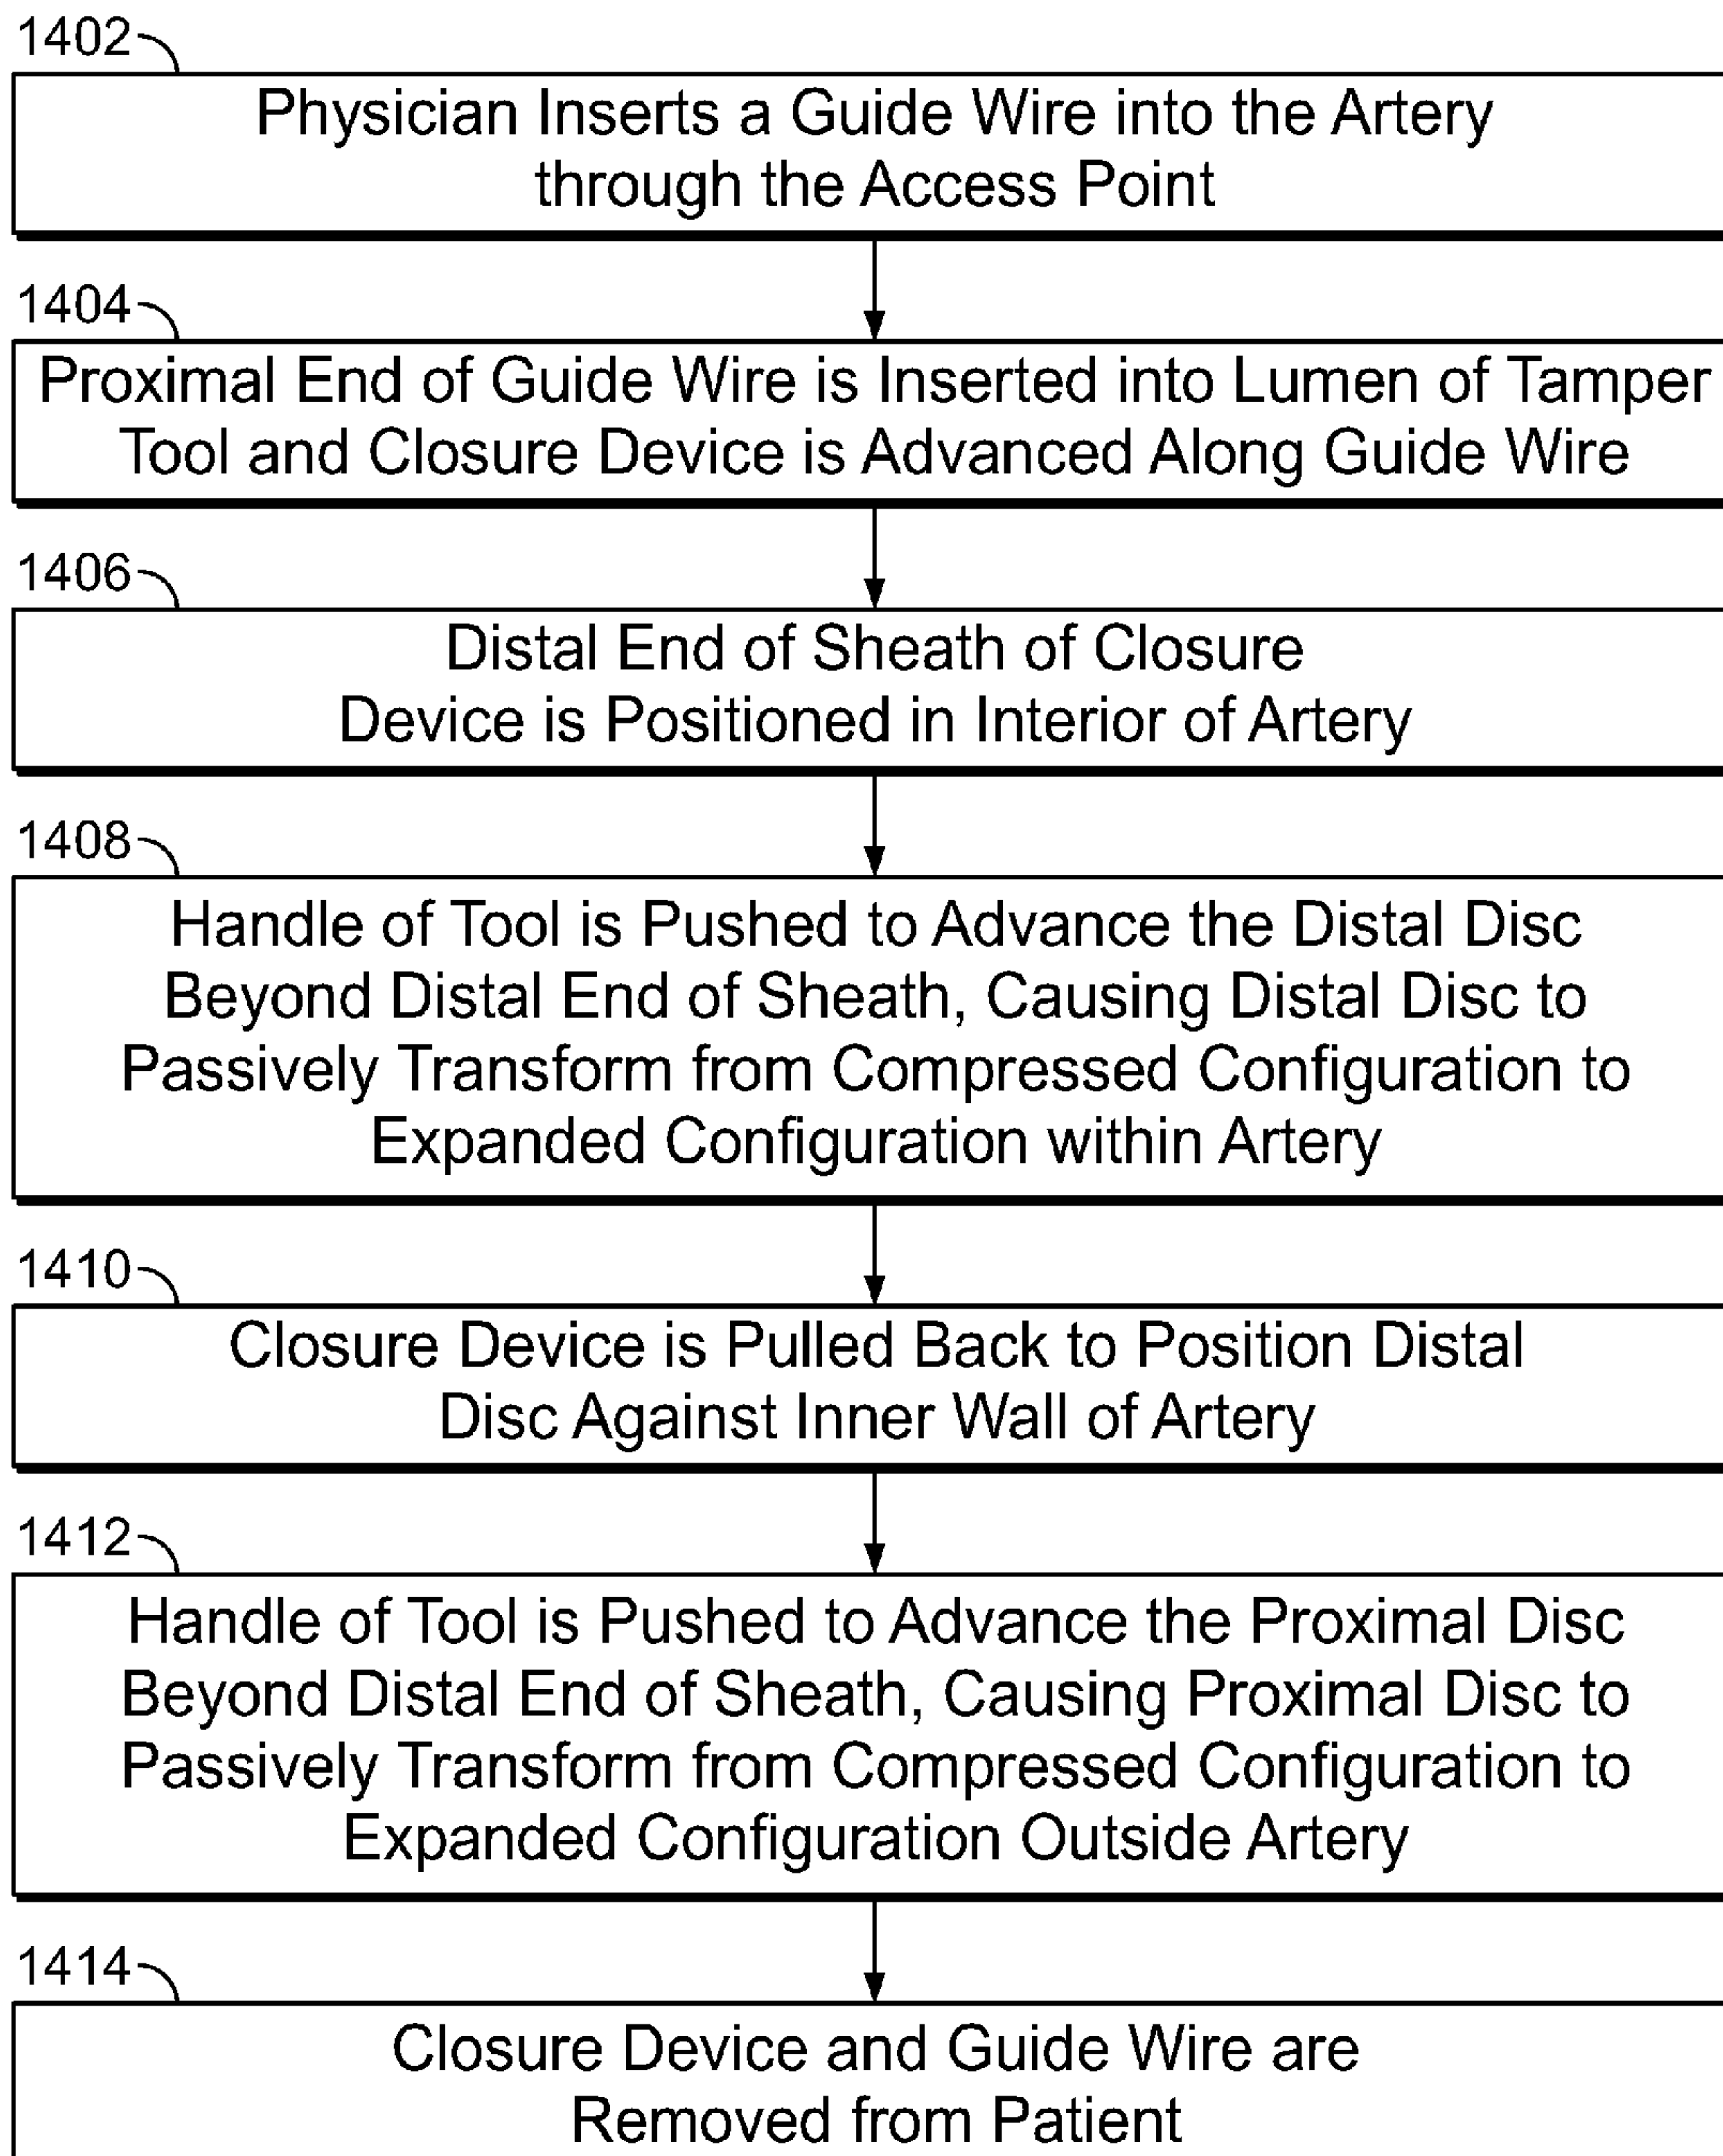 1402
Physician Inserts a Guide Wire into the Artery
through the Access Point
1404
Proximal End of Guide Wire is Inserted into Lumen of Tamper
Tool and Closure Device is Advanced Along Guide Wire
1406
Distal End of Sheath of Closure
Device is Positioned in Interior of Artery
1408
Handle of Tool is Pushed to Advance the Distal Disc
Beyond Distal End of Sheath, Causing Distal Disc to
Passively Transform from Compressed Configuration to
Expanded Configuration within Artery
1410
Closure Device is Pulled Back to Position Distal
Disc Against Inner Wall of Artery
1412
Handle of Tool is Pushed to Advance the Proximal Disc
Beyond Distal End of Sheath, Causing Proximal Disc to
Passively Transform from Compressed Configuration to
Expanded Configuration Outside Artery
1414
Closure Device and Guide Wire are
Removed from Patient